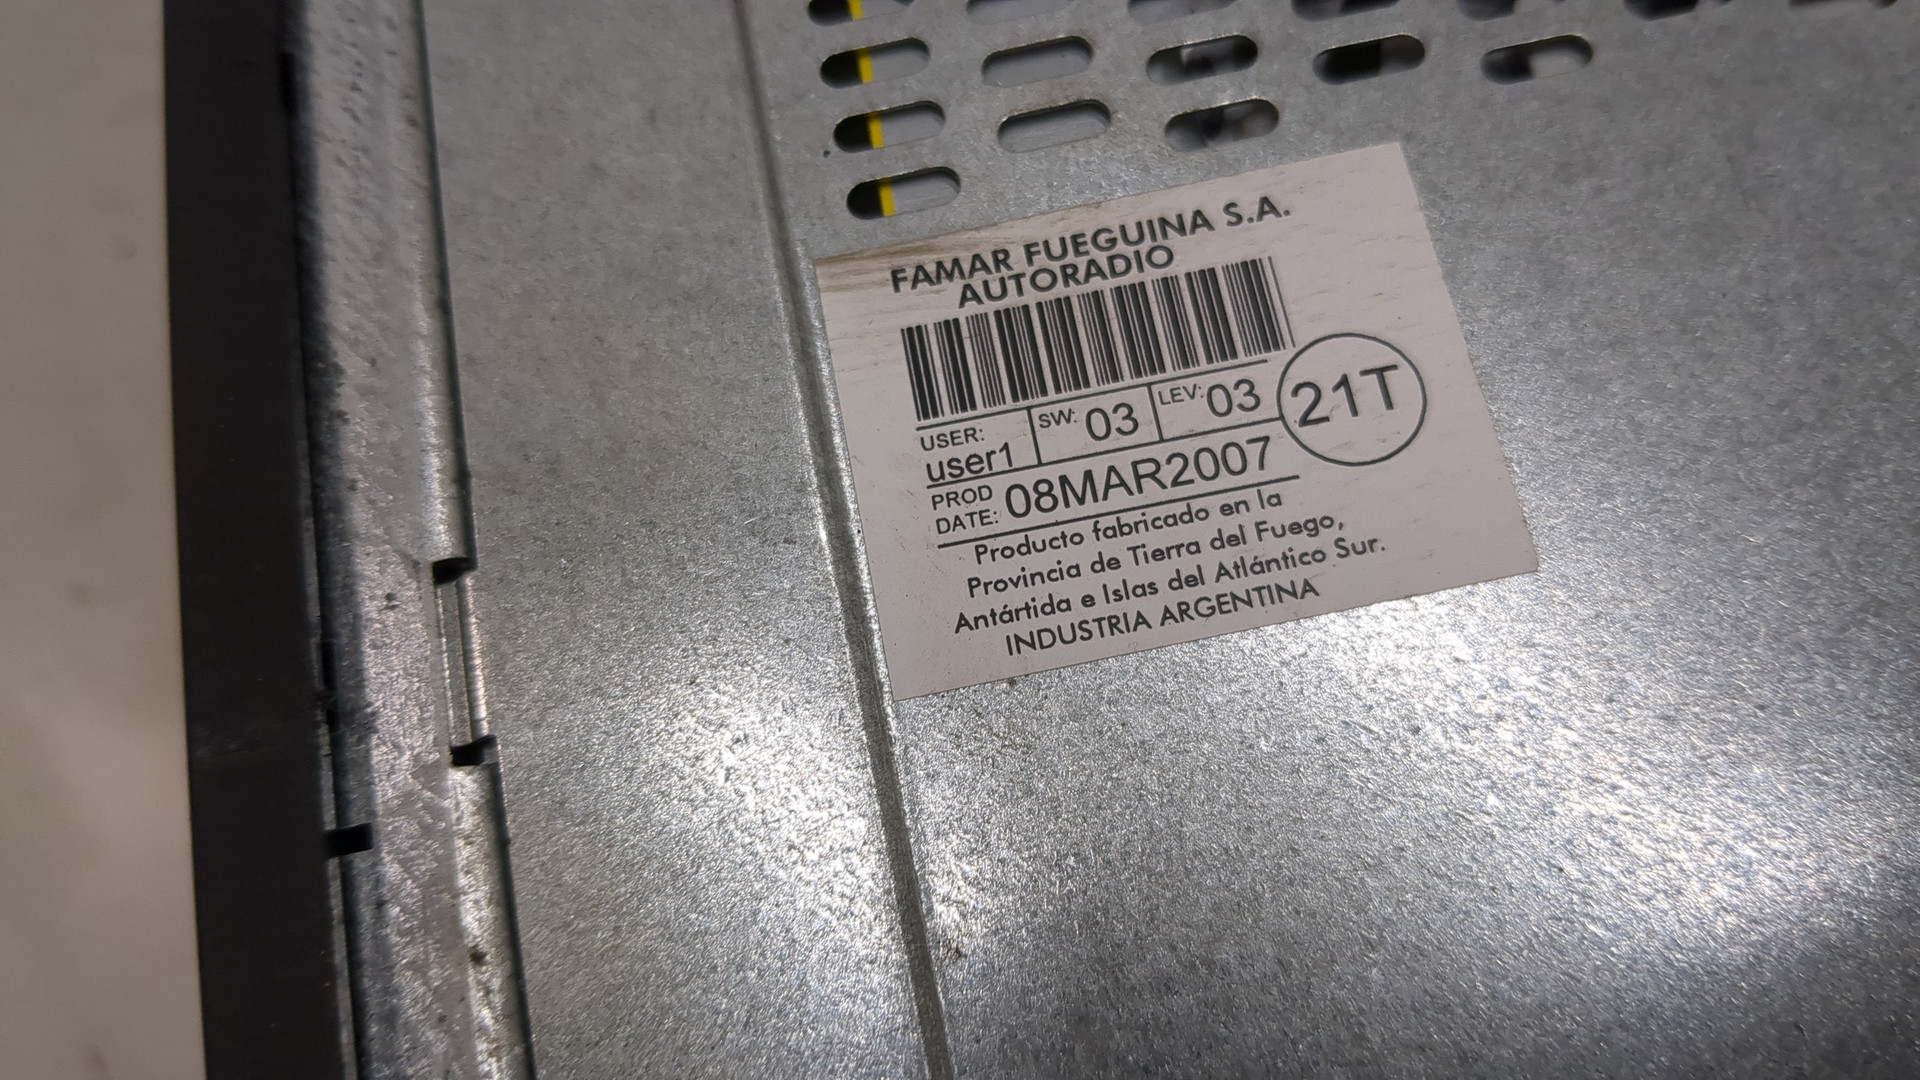 FAMAR FUEGUINA S.A.
AUTORADIO
USER: user1 SW: 03 LEV: 03 21T
PROD DATE: 08MAR2007
Producto fabricado en la
Provincia de Tierra del Fuego,
Antártida e Islas del Atlántico Sur.
INDUSTRIA ARGENTINA